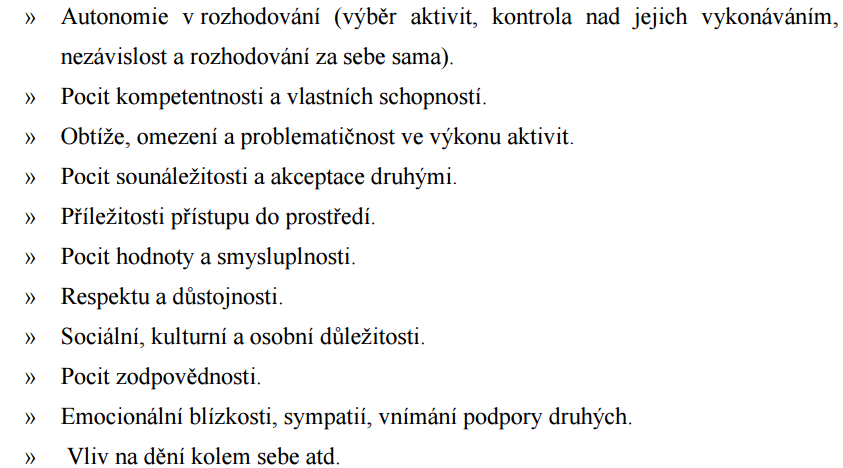 » Autonomie v rozhodování (výběr aktivit, kontrola nad jejich vykonáváním,
nezávislost a rozhodování za sebe sama).
» Pocit kompetentnosti a vlastních schopností.
» Obtíže, omezení a problematičnost ve výkonu aktivit.
» Pocit sounáležitosti a akceptace druhými.
» Příležitosti přístupu do prostředí.
» Pocit hodnoty a smysluplnosti.
» Respektu a důstojnosti.
» Sociální, kulturní a osobní důležitosti.
» Pocit zodpovědnosti.
» Emocionální blízkosti, sympatií, vnímání podpory druhých.
» Vliv na dění kolem sebe atd.